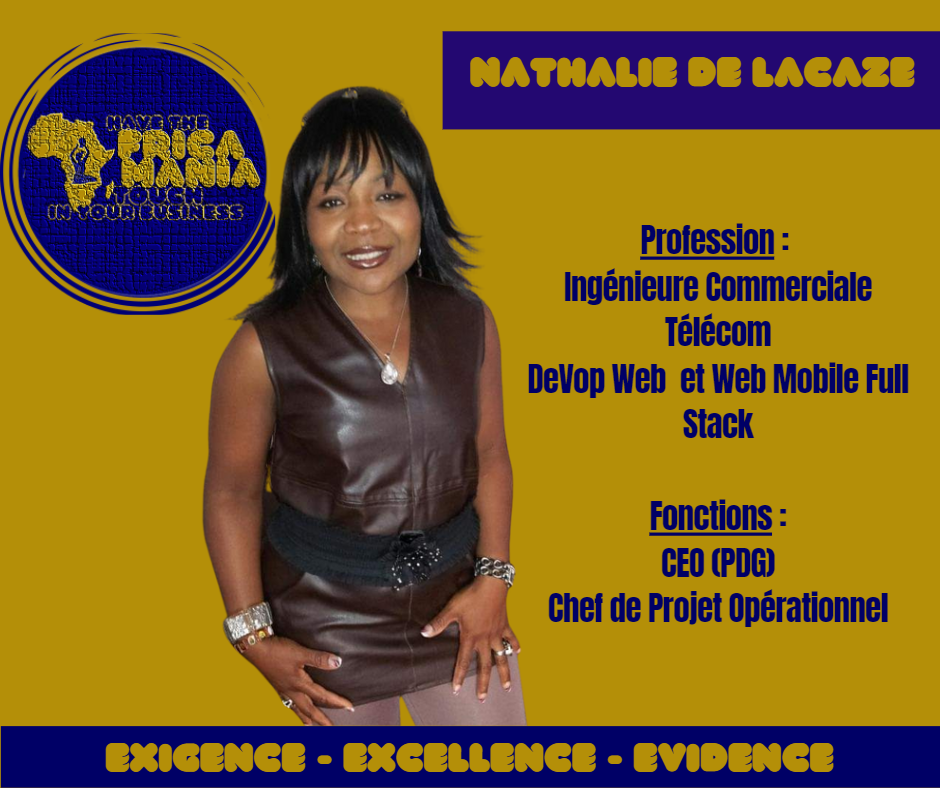 NATHALIE DE LACAZE
HAVE THE
AFRICA
MANIA
TOUCH
IN YOUR BUSINESS
Profession :
Ingénieure Commerciale
Télécom
DeVop Web et Web Mobile Full
Stack
Fonctions :
CEO (PDG)
Chef de Projet Opérationnel
EXIGENCE - EXCELLENCE - EVIDENCE